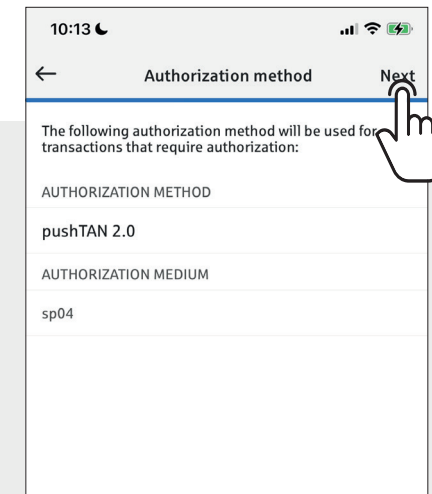 10:13
Authorization method Next
The following authorization method will be used for
transactions that require authorization:
AUTHORIZATION METHOD
pushTAN 2.0
AUTHORIZATION MEDIUM
sp04